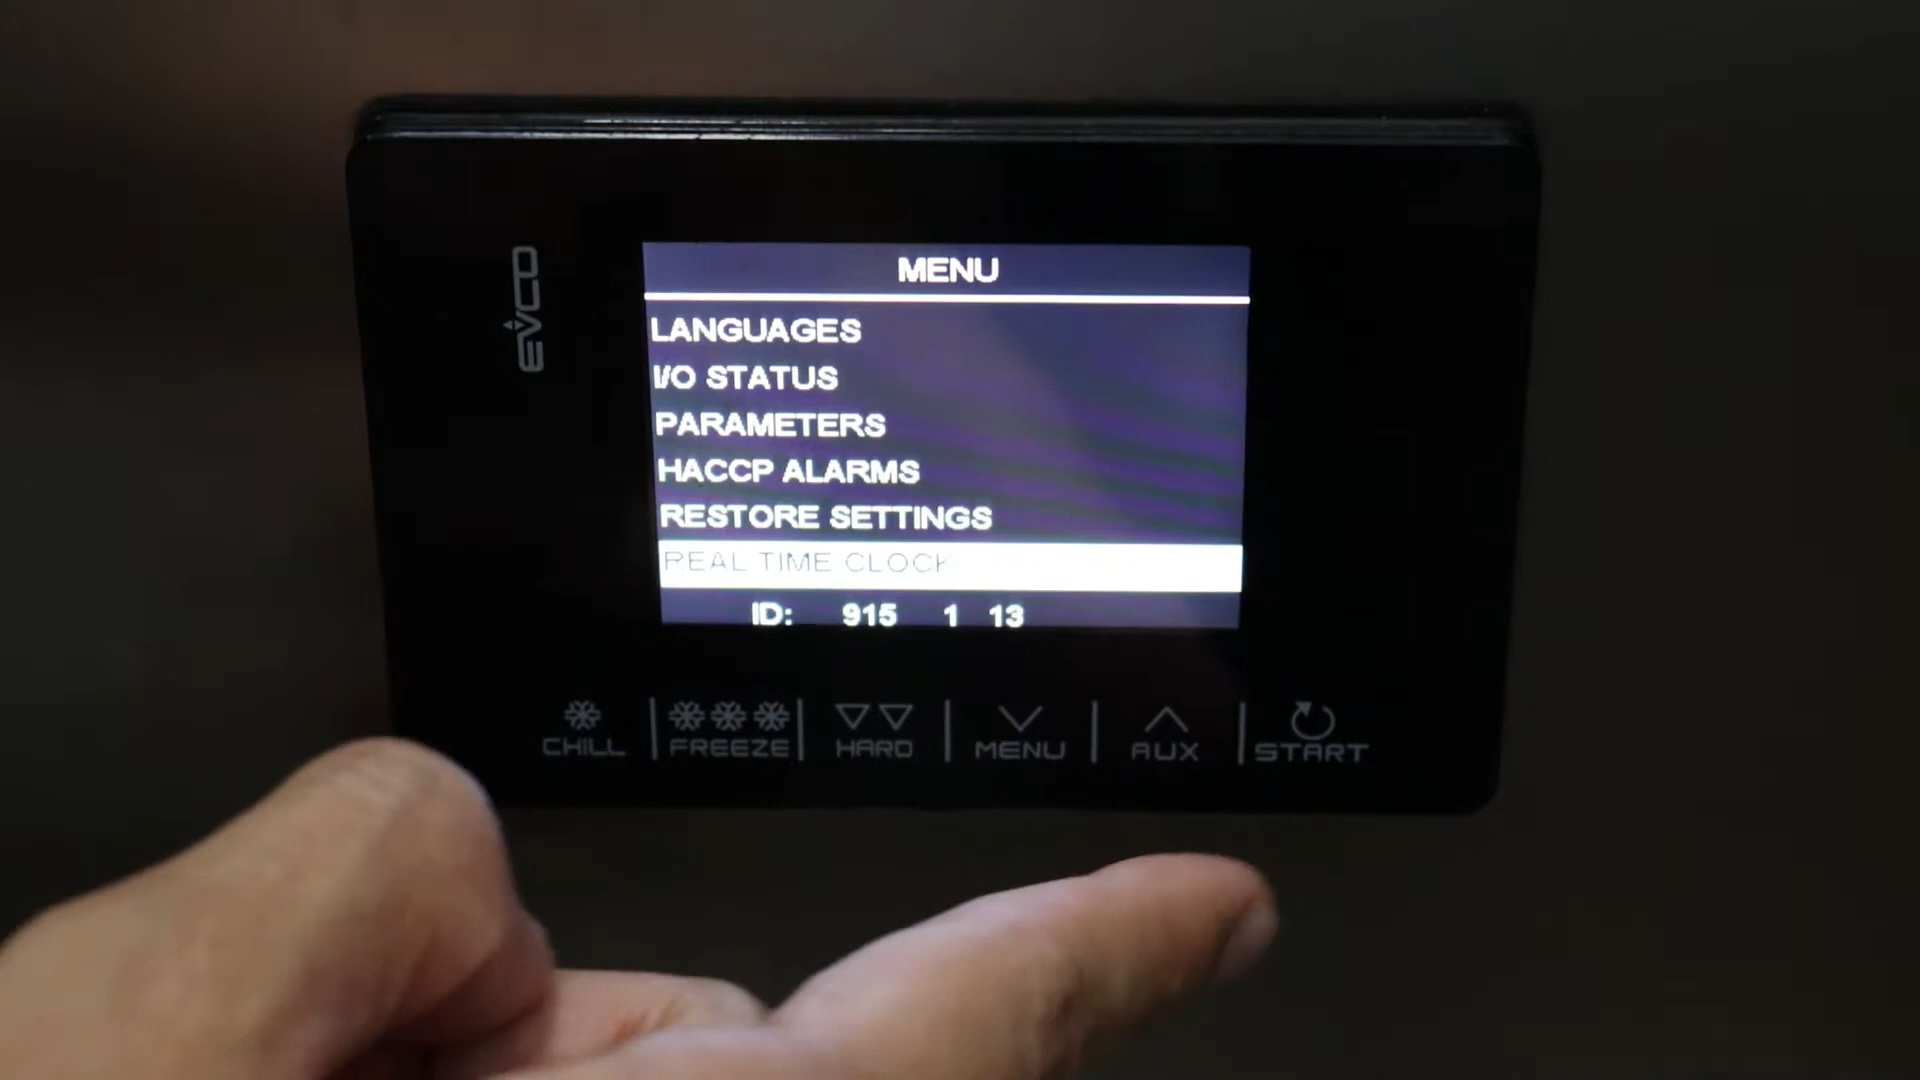 EVCO
MENU
LANGUAGES
I/O STATUS
PARAMETERS
HACCP ALARMS
RESTORE SETTINGS
REAL TIME CLOCK
ID: 915 1 13
CHILL FREEZE HARD MENU AUX START